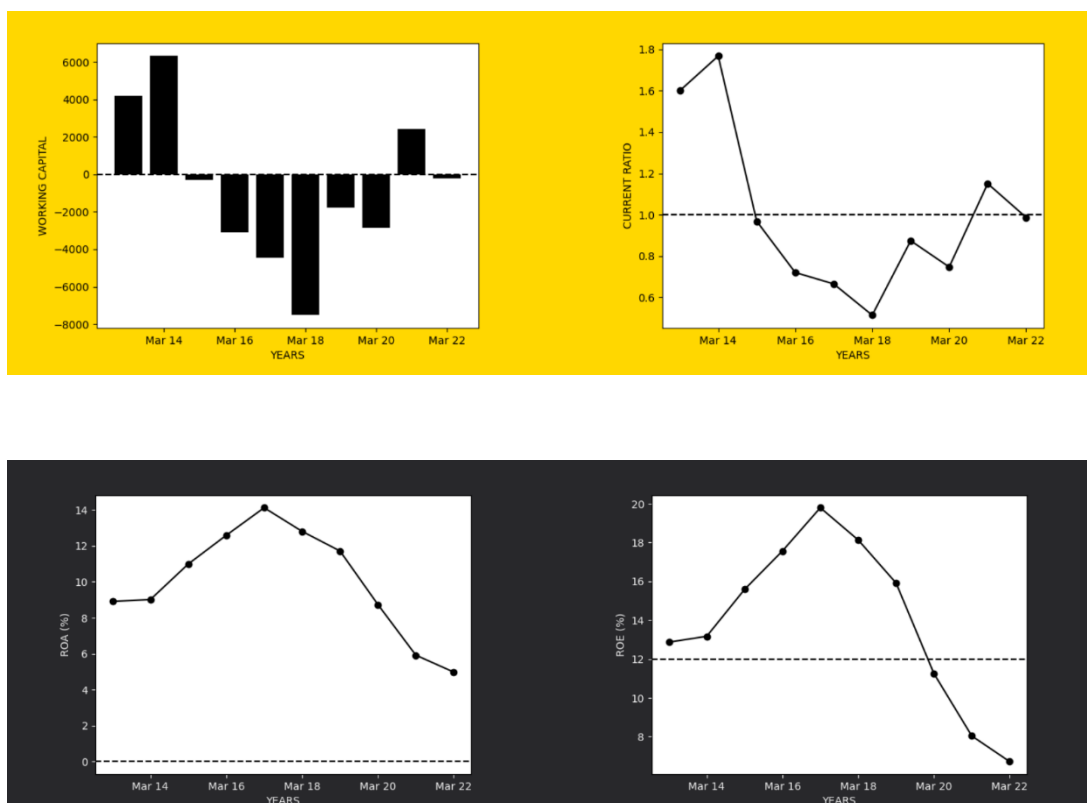 6000
4000
2000
0
−2000
−4000
−6000
−8000
WORKING CAPITAL
Mar 14 Mar 16 Mar 18 Mar 20 Mar 22
YEARS
1.8
1.6
1.4
1.2
1.0
0.8
0.6
CURRENT RATIO
Mar 14 Mar 16 Mar 18 Mar 20 Mar 22
YEARS
14
12
10
8
6
4
2
0
ROA (%)
Mar 14 Mar 16 Mar 18 Mar 20 Mar 22
YEARS
20
18
16
14
12
10
8
ROE (%)
Mar 14 Mar 16 Mar 18 Mar 20 Mar 22
YEARS